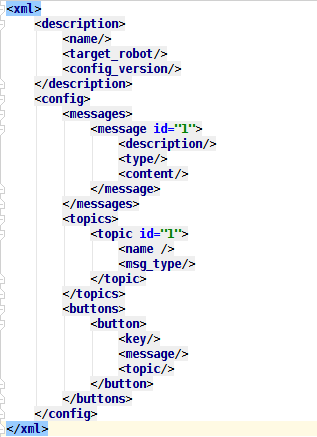 <xml>
<description>
<name/>
<target_robot/>
<config_version/>
</description>
<config>
<messages>
<message id="1">
<description/>
<type/>
<content/>
</message>
</messages>
<topics>
<topic id="1">
<name />
<msg_type/>
</topic>
</topics>
<buttons>
<button>
<key/>
<message/>
<topic/>
</button>
</buttons>
</config>
</xml>